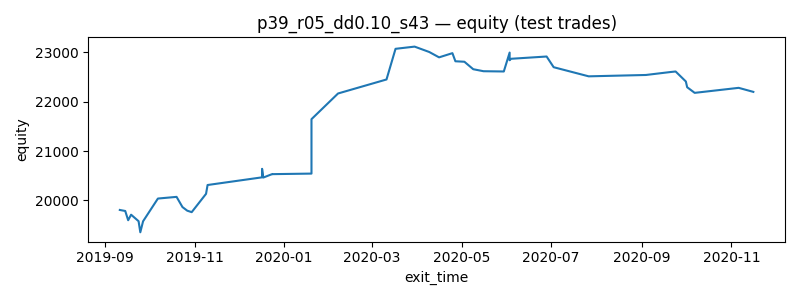 p39_r05_dd0.10_s43 — equity (test trades)
23000
22000
21000
20000
equity
2019-09 2019-11 2020-01 2020-03 2020-05 2020-07 2020-09 2020-11
exit_time